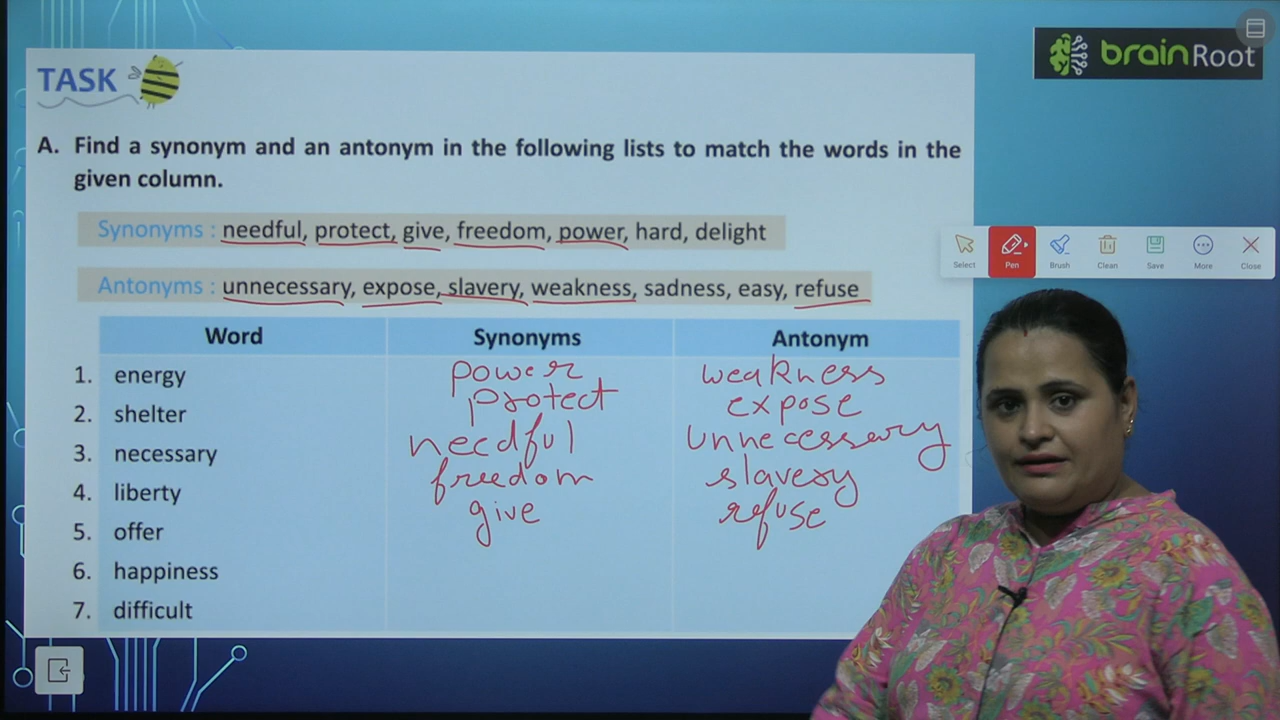 brainRoot
TASK
A. Find a synonym and an antonym in the following lists to match the words in the
given column.
Synonyms : needful, protect, give, freedom, power, hard, delight
Antonyms : unnecessary, expose, slavery, weakness, sadness, easy, refuse
Select Pen Brush Clean Save More Close
Word Synonyms Antonym
1. energy power weakness
2. shelter protect expose
3. necessary needful unnecessary
4. liberty freedom slavery
5. offer give refuse
6. happiness
7. difficult